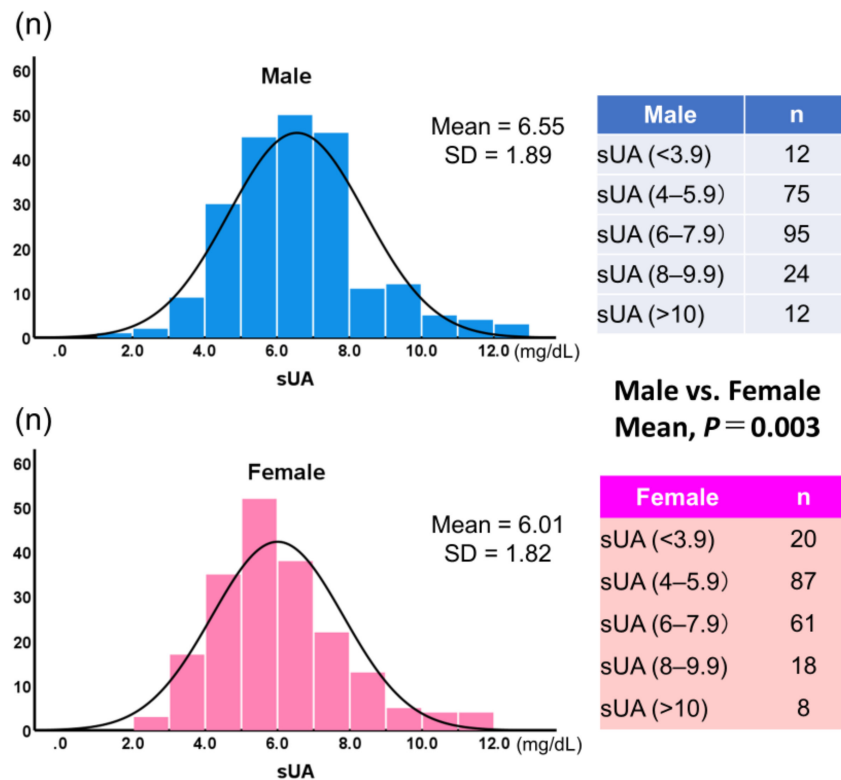 (n)
Male
60
50
40
30
20
10
0
.0 2.0 4.0 6.0 8.0 10.0 12.0 (mg/dL)
sUA
Mean = 6.55
SD = 1.89
Male n
sUA (<3.9) 12
sUA (4–5.9) 75
sUA (6–7.9) 95
sUA (8–9.9) 24
sUA (>10) 12
Male vs. Female
Mean, P＝0.003
(n)
Female
60
50
40
30
20
10
0
.0 2.0 4.0 6.0 8.0 10.0 12.0 (mg/dL)
sUA
Mean = 6.01
SD = 1.82
Female n
sUA (<3.9) 20
sUA (4–5.9) 87
sUA (6–7.9) 61
sUA (8–9.9) 18
sUA (>10) 8